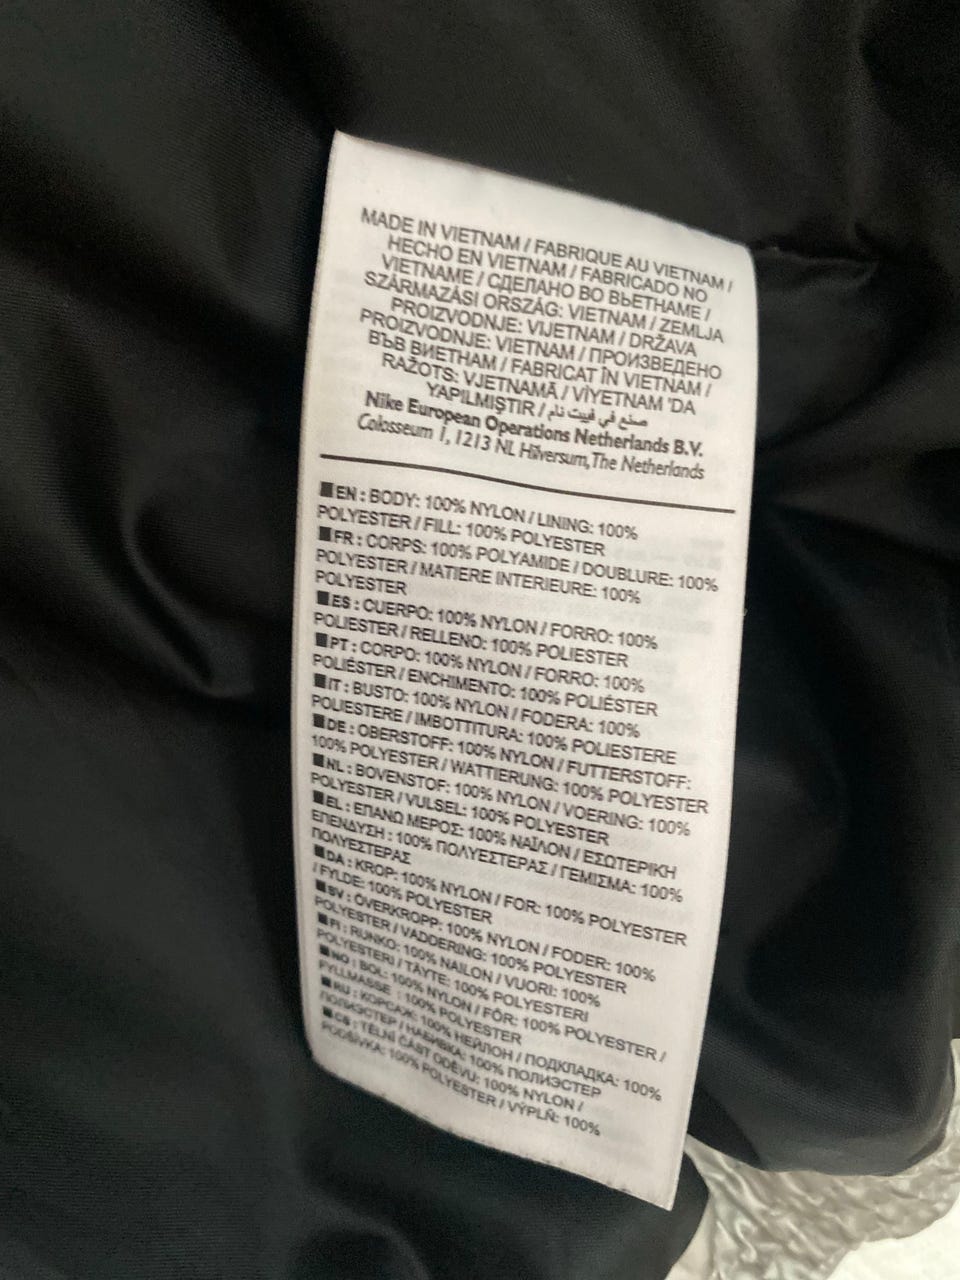 MADE IN VIETNAM / FABRIQUE AU VIETNAM /
HECHO EN VIETNAM / FABRICADO NO
VIETNAME / СДЕЛАНО ВО ВЬЕТНАМЕ /
SZÁRMAZÁSI ORSZÁG: VIETNAM / ZEMLJA
PROIZVODNJE: VIJETNAM / DRŽAVA
PROIZVODNJE: VIETNAM / ПРОИЗВЕДЕНО
ВЪВ ВИЕТНАМ / FABRICAT ÎN VIETNAM /
RAŽOTS: VJETNAMĀ / VİYETNAM 'DA
YAPILMIŞTIR / صنع في فييت نام
Nike European Operations Netherlands B.V.
Colosseum 1, 1213 NL Hilversum, The Netherlands
■EN : BODY: 100% NYLON / LINING: 100%
POLYESTER / FILL: 100% POLYESTER
■FR : CORPS: 100% POLYAMIDE / DOUBLURE: 100%
POLYESTER / MATIERE INTERIEURE: 100%
POLYESTER
■ES : CUERPO: 100% NYLON / FORRO: 100%
POLIESTER / RELLENO: 100% POLIESTER
■PT : CORPO: 100% NYLON / FORRO: 100%
POLIÉSTER / ENCHIMENTO: 100% POLIÉSTER
■IT : BUSTO: 100% NYLON / FODERA: 100%
POLIESTERE / IMBOTTITURA: 100% POLIESTERE
■DE : OBERSTOFF: 100% NYLON / FUTTERSTOFF:
100% POLYESTER / WATTIERUNG: 100% POLYESTER
■NL : BOVENSTOF: 100% NYLON / VOERING: 100%
POLYESTER / VULSEL: 100% POLYESTER
■EL : ΕΠΑΝΩ ΜΕΡΟΣ: 100% ΝΑΪΛΟΝ / ΕΣΩΤΕΡΙΚΗ
ΕΠΕΝΔΥΣΗ : 100% ΠΟΛΥΕΣΤΕΡΑΣ / ΓΕΜΙΣΜΑ: 100%
ΠΟΛΥΕΣΤΕΡΑΣ
■DA : KROP: 100% NYLON / FOR: 100% POLYESTER
/ FYLDE: 100% POLYESTER
■SV : ÖVERKROPP: 100% NYLON / FODER: 100%
POLYESTER / VADDERING: 100% POLYESTER
■FI : RUNKO: 100% NAILON / VUORI: 100%
POLYESTERI / TÄYTE: 100% POLYESTERI
■NO : BOL: 100% NYLON / FÔR: 100% POLYESTER /
FYLLMASSE : 100% POLYESTER
■RU : КОРСАЖ: 100% НЕЙЛОН / ПОДКЛАДКА: 100%
ПОЛИЭСТЕР / НАБИВКА: 100% ПОЛИЭСТЕР
■CS : TĚLNÍ ČÁST ODĚVU: 100% NYLON /
PODŠÍVKA: 100% POLYESTER / VÝPLŇ: 100%